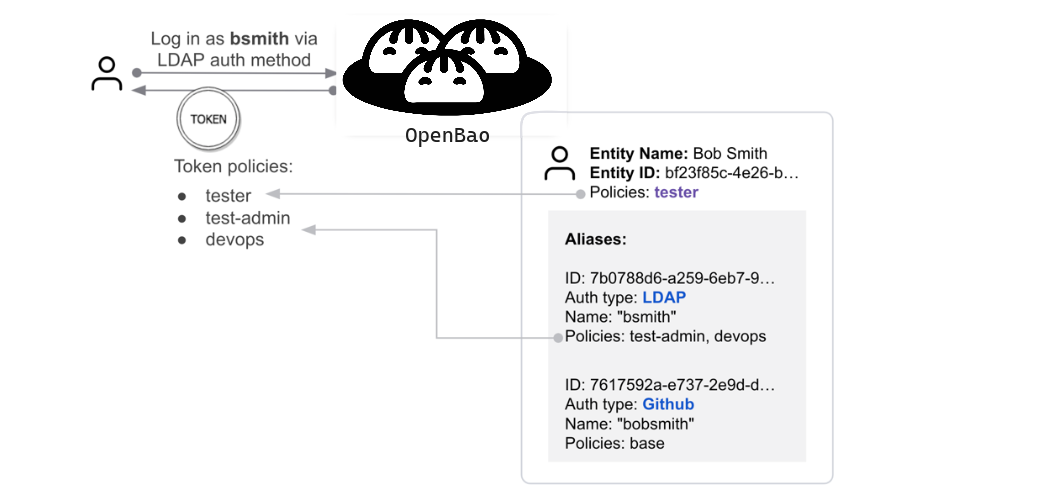 Log in as bsmith via
LDAP auth method
TOKEN
OpenBao
Token policies:
• tester
• test-admin
• devops
Entity Name: Bob Smith
Entity ID: bf23f85c-4e26-b...
Policies: tester
Aliases:
ID: 7b0788d6-a259-6eb7-9...
Auth type: LDAP
Name: "bsmith"
Policies: test-admin, devops
ID: 7617592a-e737-2e9d-d...
Auth type: Github
Name: "bobsmith"
Policies: base